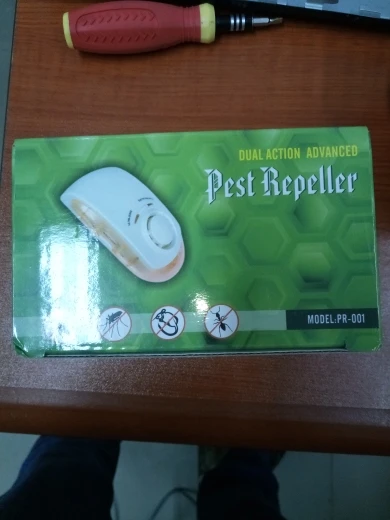 DUAL ACTION ADVANCED
Pest Repeller
MODEL:PR-001